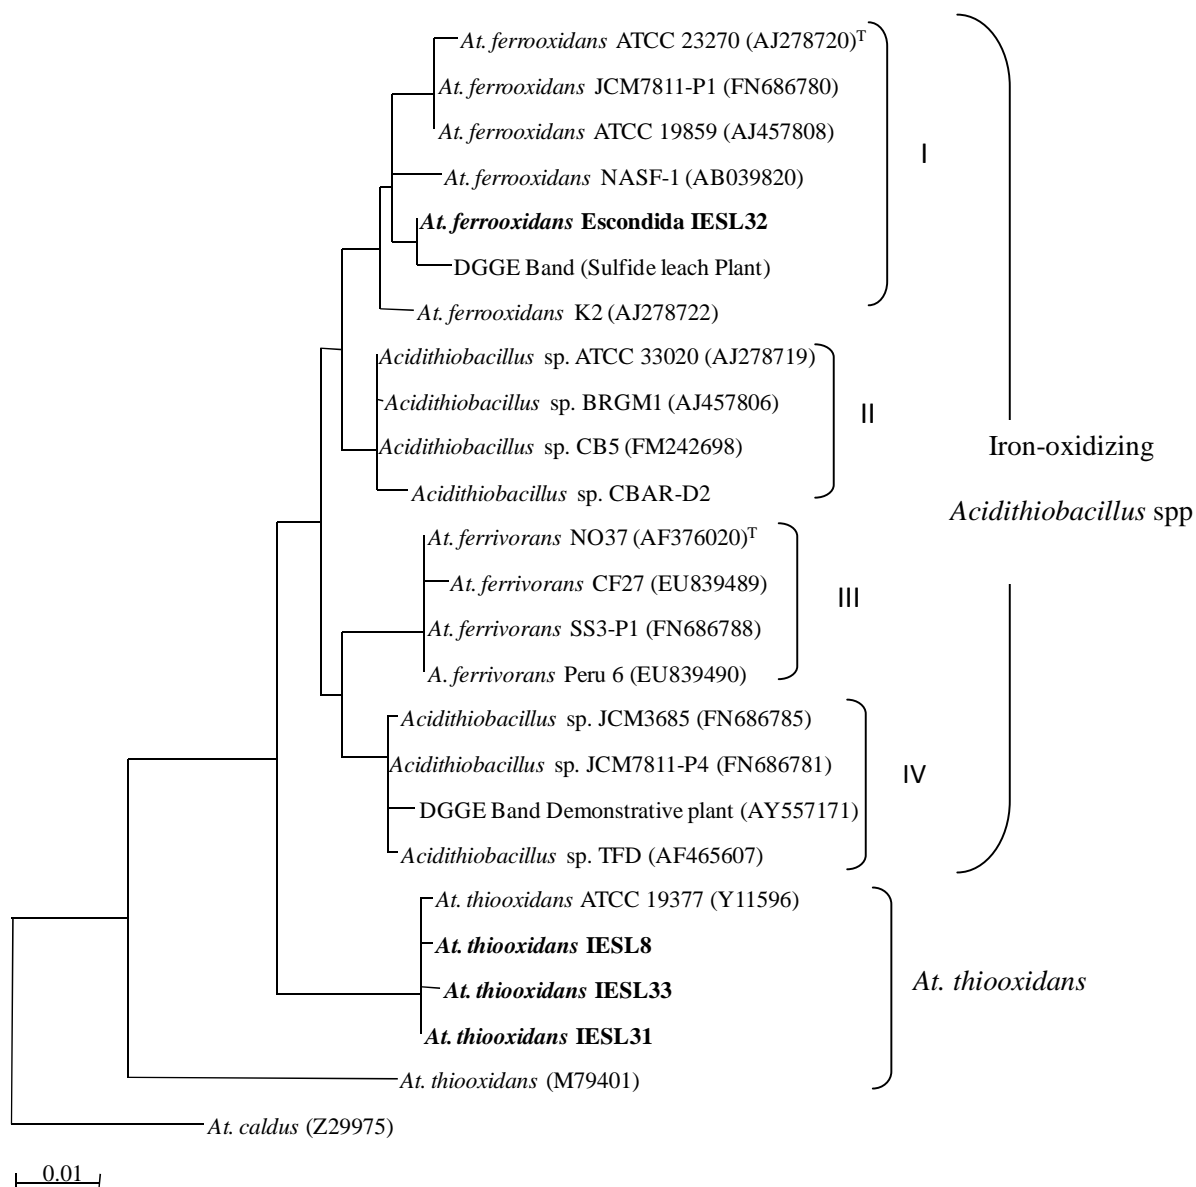 At. ferrooxidans ATCC 23270 (AJ278720)ᵀ
At. ferrooxidans JCM7811-P1 (FN686780)
At. ferrooxidans ATCC 19859 (AJ457808)
I
At. ferrooxidans NASF-1 (AB039820)
At. ferrooxidans Escondida IESL32
DGGE Band (Sulfide leach Plant)
At. ferrooxidans K2 (AJ278722)
Acidithiobacillus sp. ATCC 33020 (AJ278719)
Acidithiobacillus sp. BRGM1 (AJ457806)
II
Acidithiobacillus sp. CB5 (FM242698)
Iron-oxidizing
Acidithiobacillus sp. CBAR-D2
Acidithiobacillus spp
At. ferrivorans NO37 (AF376020)ᵀ
At. ferrivorans CF27 (EU839489)
III
At. ferrivorans SS3-P1 (FN686788)
A. ferrivorans Peru 6 (EU839490)
Acidithiobacillus sp. JCM3685 (FN686785)
Acidithiobacillus sp. JCM7811-P4 (FN686781)
IV
DGGE Band Demonstrative plant (AY557171)
Acidithiobacillus sp. TFD (AF465607)
At. thiooxidans ATCC 19377 (Y11596)
At. thiooxidans IESL8
At. thiooxidans
At. thiooxidans IESL33
At. thiooxidans IESL31
At. thiooxidans (M79401)
At. caldus (Z29975)
0.01